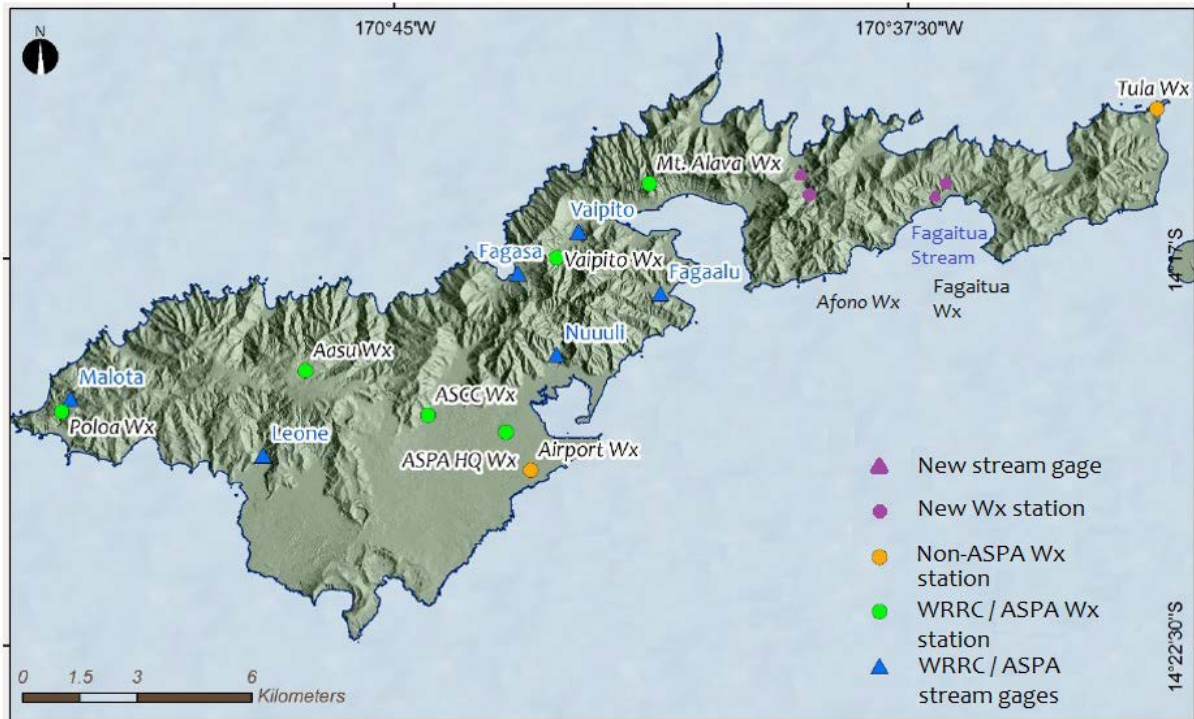 N
170°45'W
170°37'30"W
Tula Wx
Mt. Alava Wx
Vaipito
Fagasa
Vaipito Wx
Fagaalu
Fagaitua
Stream
Fagaitua
Wx
Afono Wx
14°17'S
Nuuuli
Aasu Wx
Malota
Poloa Wx
ASCC Wx
Leone
ASPA HQ Wx
Airport Wx
New stream gage
New Wx station
Non-ASPA Wx
station
WRRC / ASPA Wx
station
WRRC / ASPA
stream gages
14°22'30"S
0 1.5 3 6
Kilometers